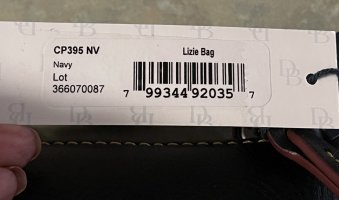 CP395 NV
Lizie Bag
Navy
Lot
366070087
7 99344 92035 7